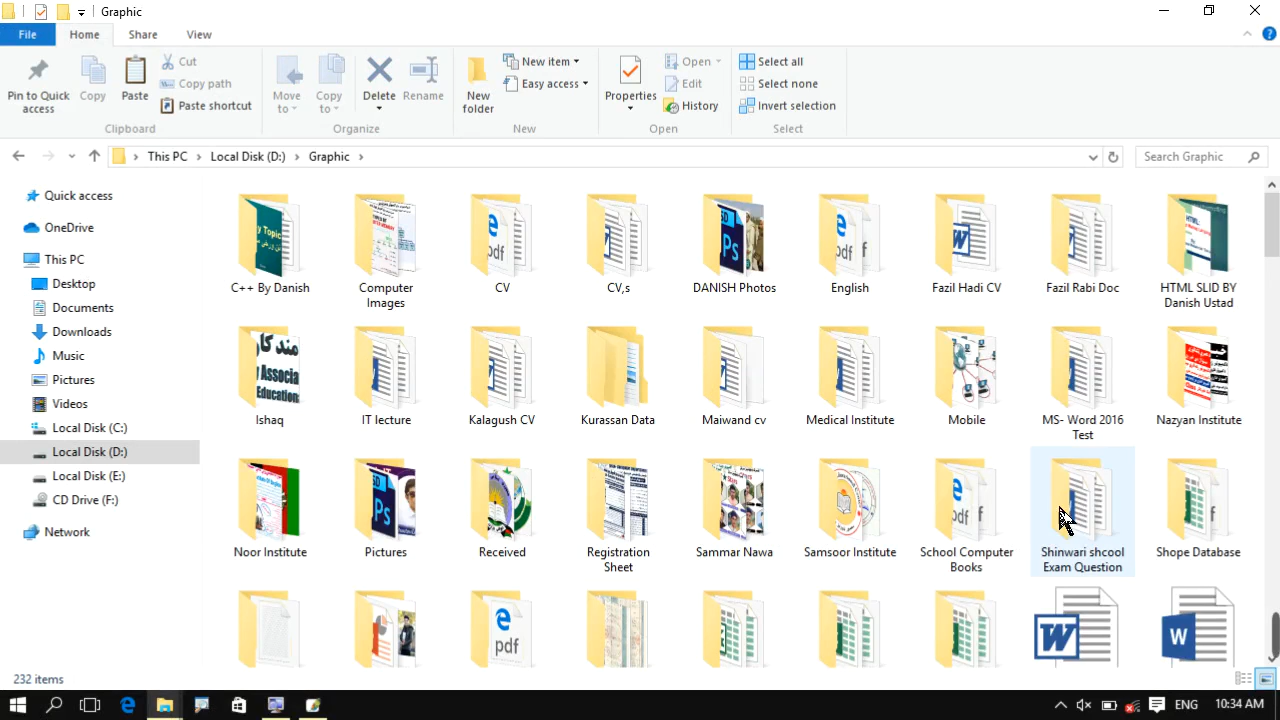 Graphic
File Home Share View
Pin to Quick access
Copy
Paste
Cut
Copy path
Paste shortcut
Clipboard
Move to
Copy to
Delete
Rename
Organize
New folder
New item
Easy access
New
Properties
Open
Edit
History
Open
Select all
Select none
Invert selection
Select
This PC > Local Disk (D:) > Graphic >
Search Graphic
Quick access
OneDrive
This PC
Desktop
Documents
Downloads
Music
Pictures
Videos
Local Disk (C:)
Local Disk (D:)
Local Disk (E:)
CD Drive (F:)
Network
C++ By Danish
Computer Images
CV
CV,s
DANISH Photos
English
Fazil Hadi CV
Fazil Rabi Doc
HTML SLID BY Danish Ustad
Ishaq
IT lecture
Kalagush CV
Kurassan Data
Maiwand cv
Medical Institute
Mobile
MS- Word 2016 Test
Nazyan Institute
Noor Institute
Pictures
Received
Registration Sheet
Sammar Nawa
Samsoor Institute
School Computer Books
Shinwari shcool Exam Question
Shope Database
232 items
ENG
10:34 AM